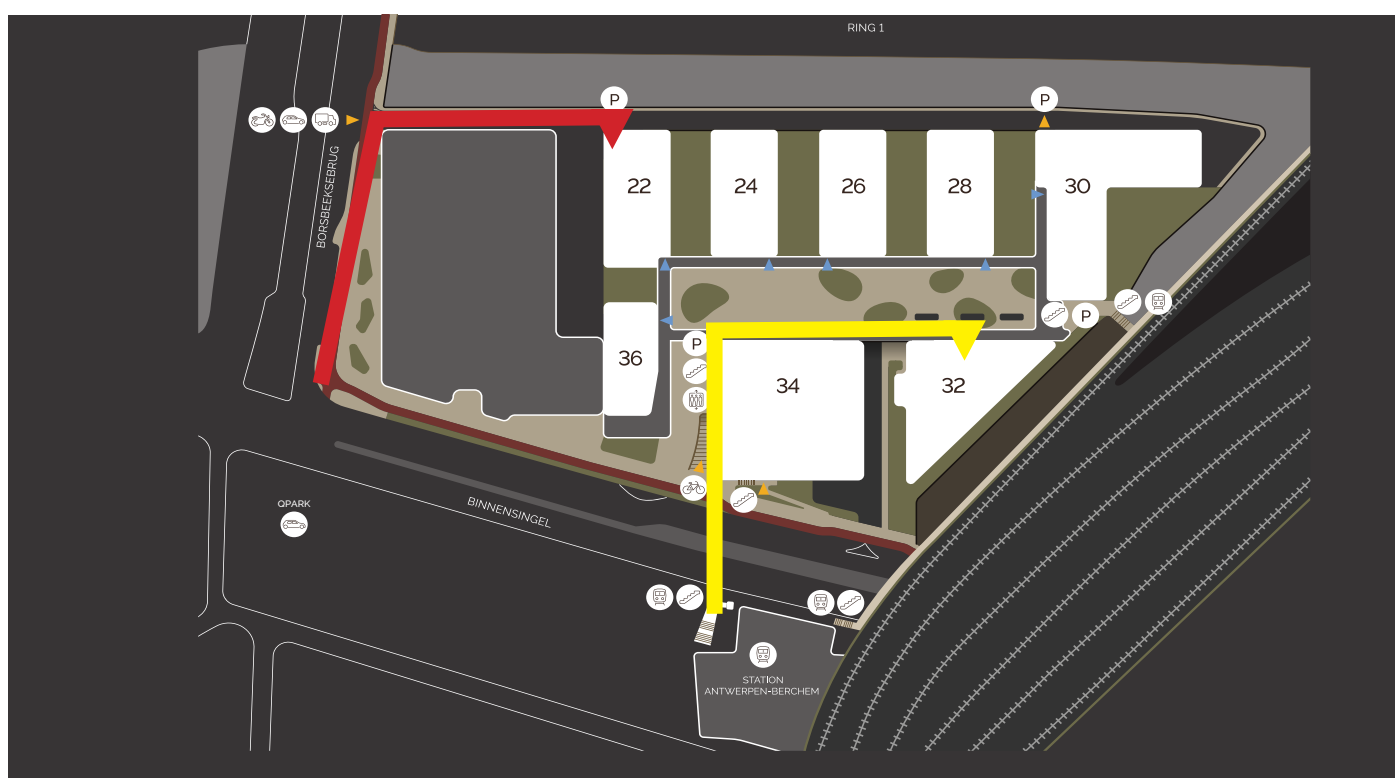 RING 1
P
P
BORSBEEKSEBRUG
22
24
26
28
30
P
P
36
34
32
QPARK
BINNENSINGEL
STATION
ANTWERPEN-BERCHEM